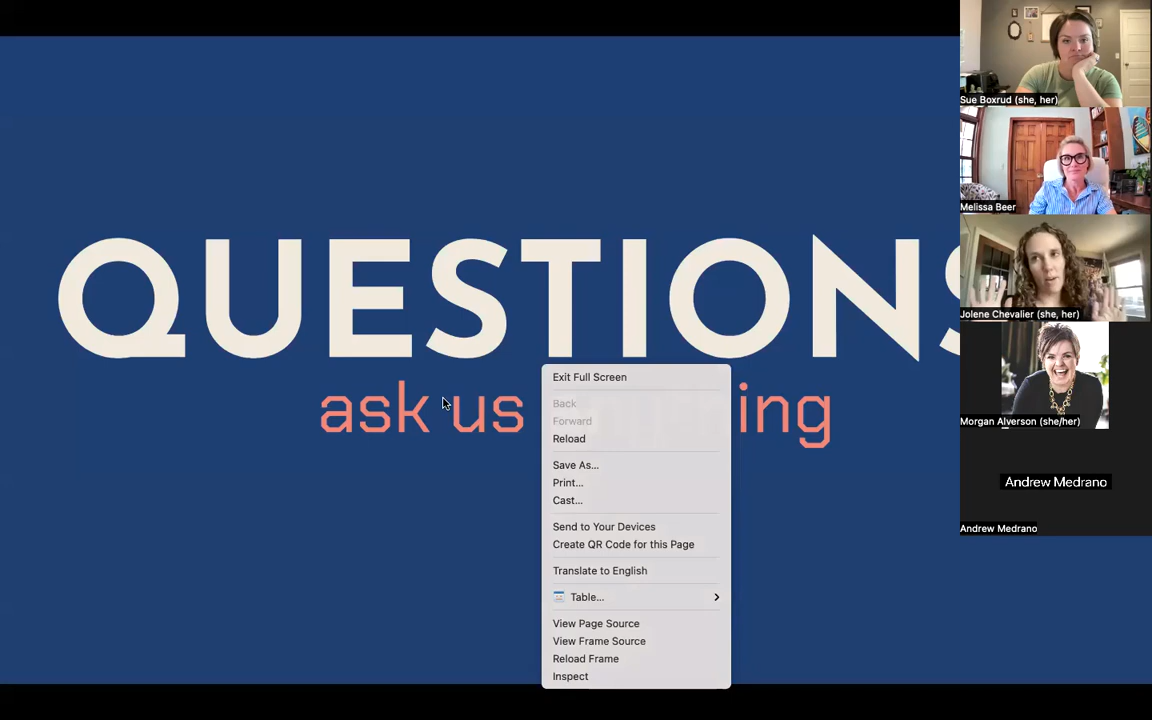 QUESTIONS
ask us ing
Exit Full Screen
Back
Forward
Reload
Save As...
Print...
Cast...
Send to Your Devices
Create QR Code for this Page
Translate to English
Table...
View Page Source
View Frame Source
Reload Frame
Inspect
Sue Boxrud (she, her)
Melissa Beer
Jolene Chevalier (she, her)
Morgan Alverson (she/her)
Andrew Medrano
Andrew Medrano